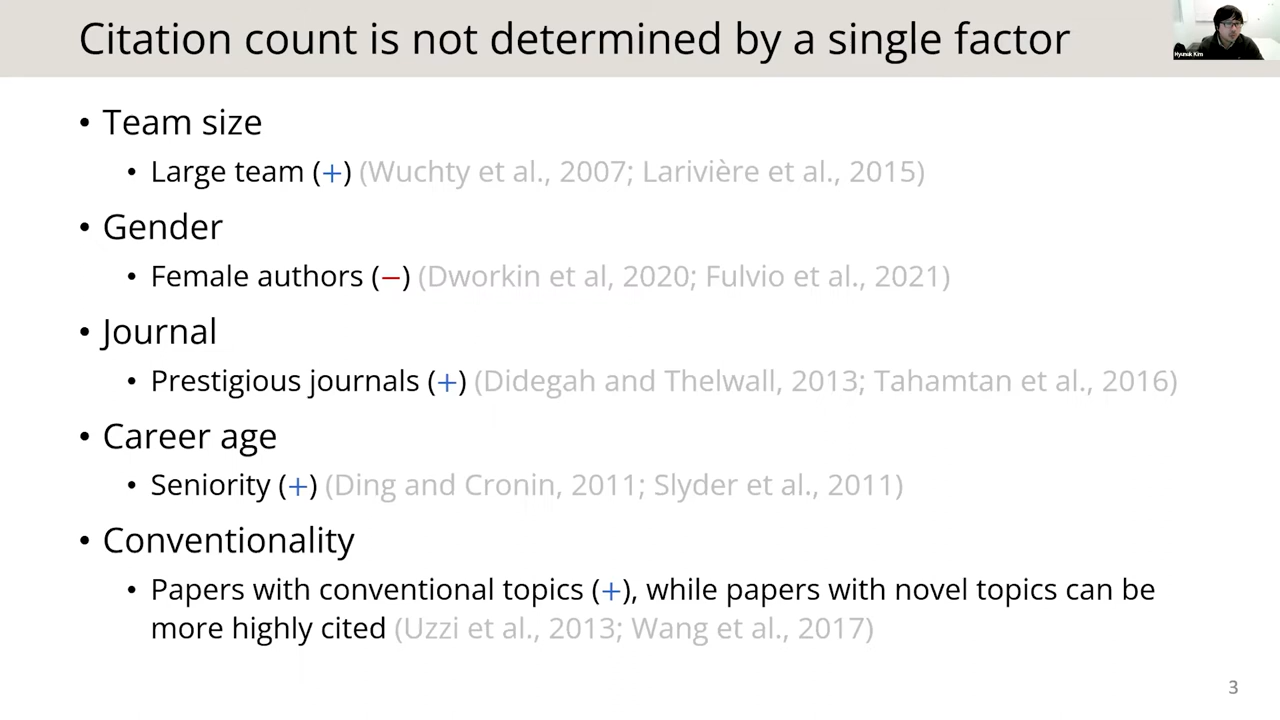 Citation count is not determined by a single factor
Hyunuk Kim
• Team size
• Large team (+) (Wuchty et al., 2007; Larivière et al., 2015)
• Gender
• Female authors (−) (Dworkin et al, 2020; Fulvio et al., 2021)
• Journal
• Prestigious journals (+) (Didegah and Thelwall, 2013; Tahamtan et al., 2016)
• Career age
• Seniority (+) (Ding and Cronin, 2011; Slyder et al., 2011)
• Conventionality
• Papers with conventional topics (+), while papers with novel topics can be
more highly cited (Uzzi et al., 2013; Wang et al., 2017)
3